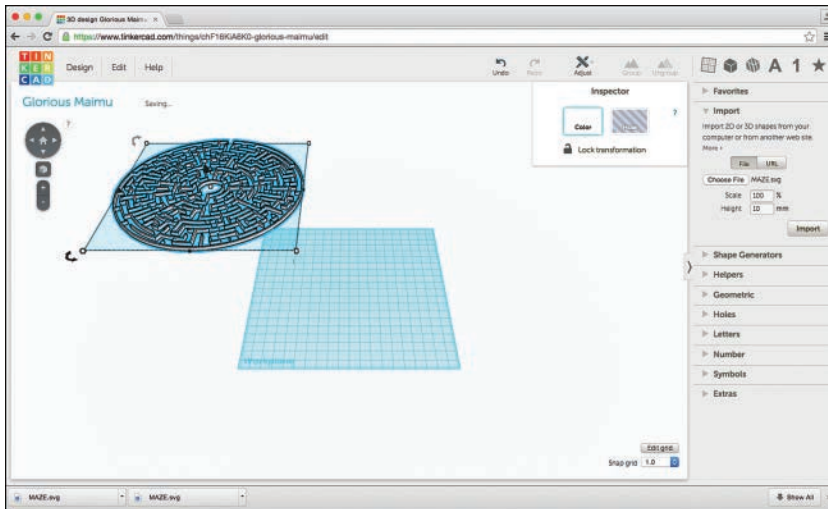 3D design Glorious Maimu
https://www.tinkercad.com/things/chF16KiA6K0-glorious-maimu/edit
TIN
KER
CAD
Design
Edit
Help
Undo
Redo
Adjust
Group
Ungroup
A
1
Glorious Maimu
Saving...
?
Inspector
Color
?
Lock transformation
Favorites
Import
Import 2D or 3D shapes from your
computer or from another web site.
More
File
URL
Choose File MAZE.svg
Scale 100 %
Height 10 mm
Import
Shape Generators
Helpers
Geometric
Holes
Letters
Number
Symbols
Extras
Workplane
Edit grid
Snap grid 1.0
MAZE.svg
MAZE.svg
Show All